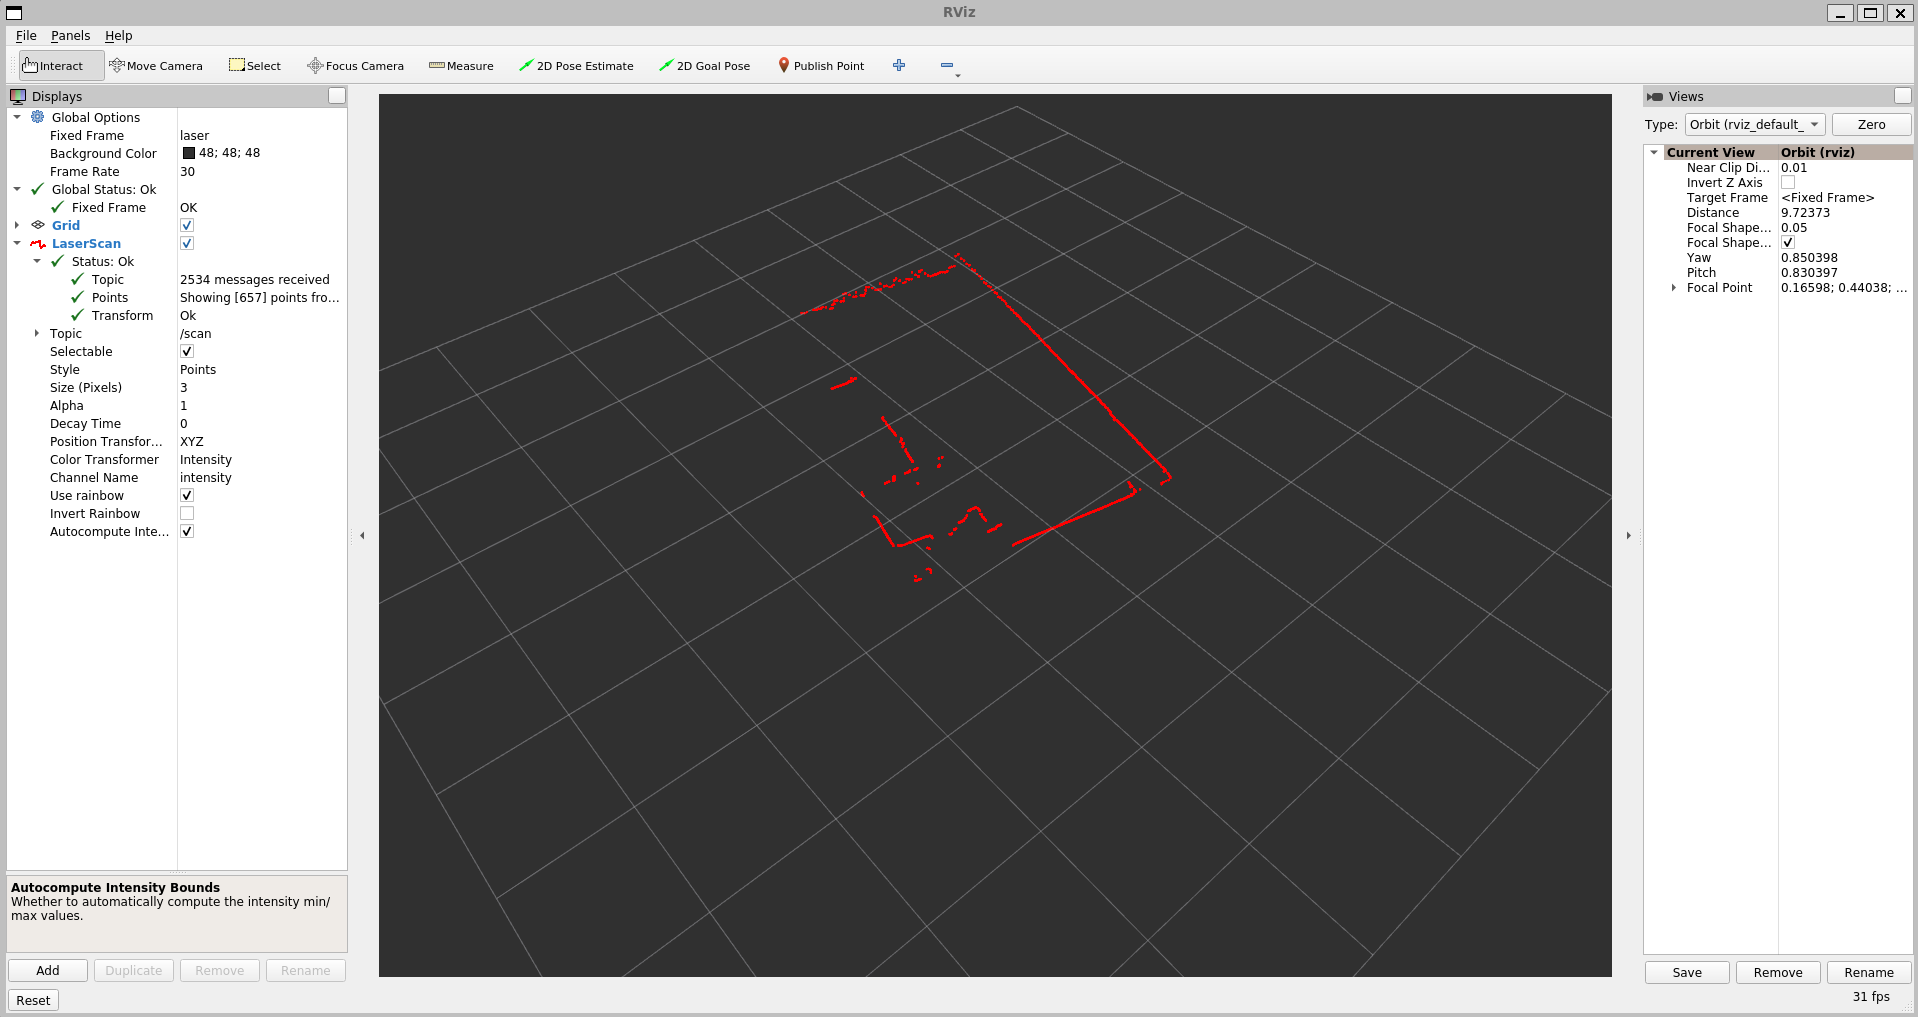 RViz
File Panels Help
Interact Move Camera Select Focus Camera Measure 2D Pose Estimate 2D Goal Pose Publish Point
Displays
Global Options
Fixed Frame laser
Background Color 48; 48; 48
Frame Rate 30
Global Status: Ok
Fixed Frame OK
Grid
LaserScan
Status: Ok
Topic 2534 messages received
Points Showing [657] points fro...
Transform Ok
Topic /scan
Selectable
Style Points
Size (Pixels) 3
Alpha 1
Decay Time 0
Position Transfor... XYZ
Color Transformer Intensity
Channel Name intensity
Use rainbow
Invert Rainbow
Autocompute Inte...
Autocompute Intensity Bounds
Whether to automatically compute the intensity min/
max values.
Add Duplicate Remove Rename
Reset
Views
Type: Orbit (rviz_default_ Zero
Current View Orbit (rviz)
Near Clip Di... 0.01
Invert Z Axis
Target Frame <Fixed Frame>
Distance 9.72373
Focal Shape... 0.05
Focal Shape...
Yaw 0.850398
Pitch 0.830397
Focal Point 0.16598; 0.44038; ...
Save Remove Rename
31 fps